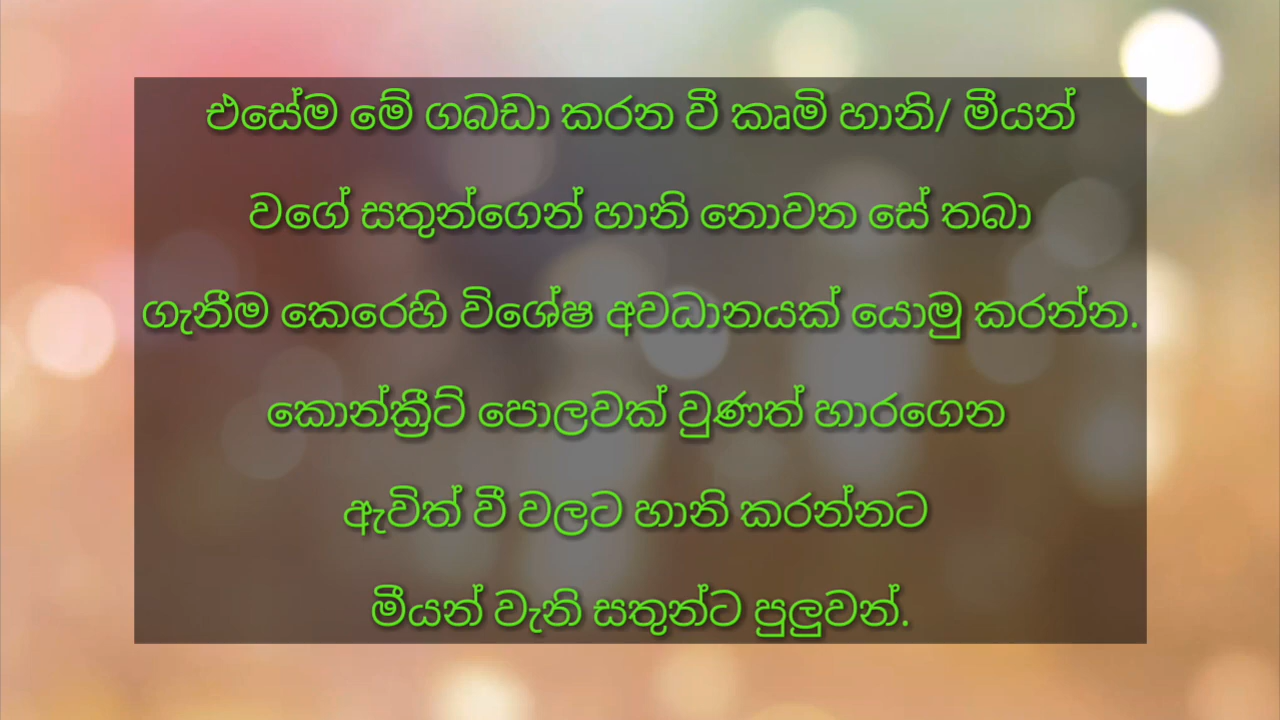 එසේම මේ ගබඩා කරන වී කෘමි හානි/ මීයන්
වගේ සතුන්ගෙන් හානි නොවන සේ තබා
ගැනීම කෙරෙහි විශේෂ අවධානයක් යොමු කරන්න.
කොන්ක්‍රීට් පොලවක් වුණත් හාරගෙන
ඇවිත් වී වලට හානි කරන්නට
මීයන් වැනි සතුන්ට පුලුවන්.